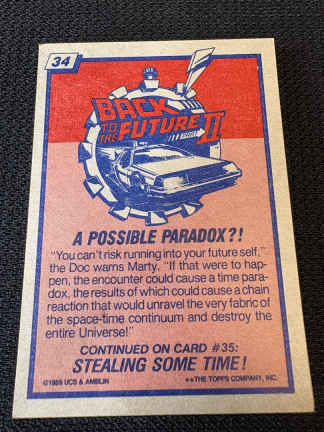 34
BACK
TO THE FUTURE II
A POSSIBLE PARADOX?!
"You can't risk running into your future self,"
the Doc warns Marty. "If that were to hap-
pen, the encounter could cause a time para-
dox, the results of which could cause a chain
reaction that would unravel the very fabric of
the space-time continuum and destroy the
entire Universe!"
CONTINUED ON CARD #35:
STEALING SOME TIME!
©1989 UCS & AMBLIN **THE TOPPS COMPANY, INC.